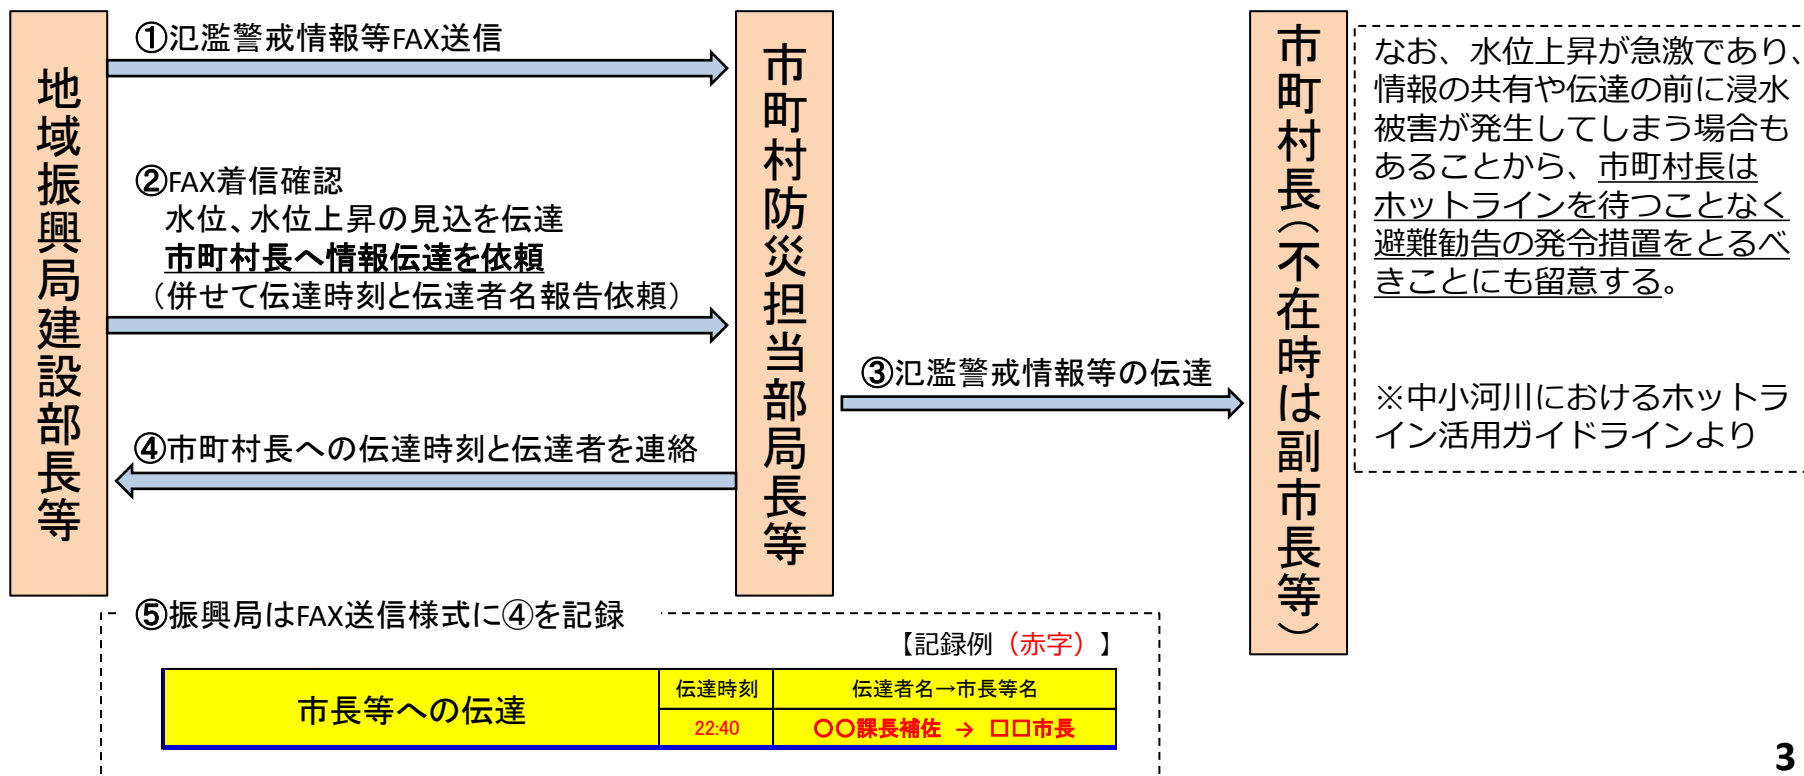 地域振興局建設部長等
①氾濫警戒情報等FAX送信
②FAX着信確認
水位、水位上昇の見込を伝達
市町村長へ情報伝達を依頼
（併せて伝達時刻と伝達者名報告依頼）
④市町村長への伝達時刻と伝達者を連絡
市町村防災担当部局長等
③氾濫警戒情報等の伝達
市町村長（不在時は副市長等）
なお、水位上昇が急激であり、
情報の共有や伝達の前に浸水
被害が発生してしまう場合も
あることから、市町村長は
ホットラインを待つことなく
避難勧告の発令措置をとるべ
きことにも留意する。
※中小河川におけるホットラ
イン活用ガイドラインより
⑤振興局はFAX送信様式に④を記録
【記録例（赤字）】
市長等への伝達
伝達時刻
伝達者名→市長等名
22:40
〇〇課長補佐 → 口口市長
3